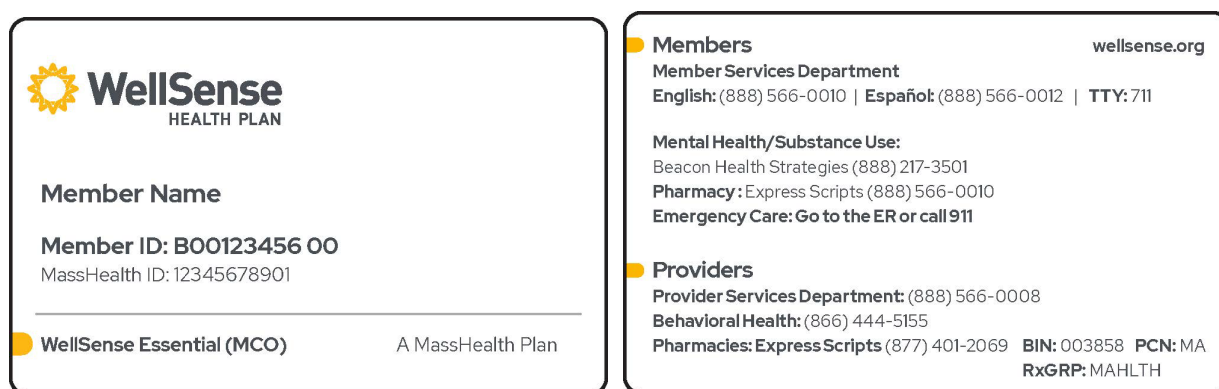 WellSense
HEALTH PLAN
Member Name
Member ID: B00123456 00
MassHealth ID: 12345678901
WellSense Essential (MCO) A MassHealth Plan
Members wellsense.org
Member Services Department
English: (888) 566-0010 | Español: (888) 566-0012 | TTY: 711
Mental Health/Substance Use:
Beacon Health Strategies (888) 217-3501
Pharmacy: Express Scripts (888) 566-0010
Emergency Care: Go to the ER or call 911
Providers
Provider Services Department: (888) 566-0008
Behavioral Health: (866) 444-5155
Pharmacies: Express Scripts (877) 401-2069 BIN: 003858 PCN: MA
RxGRP: MAHLTH